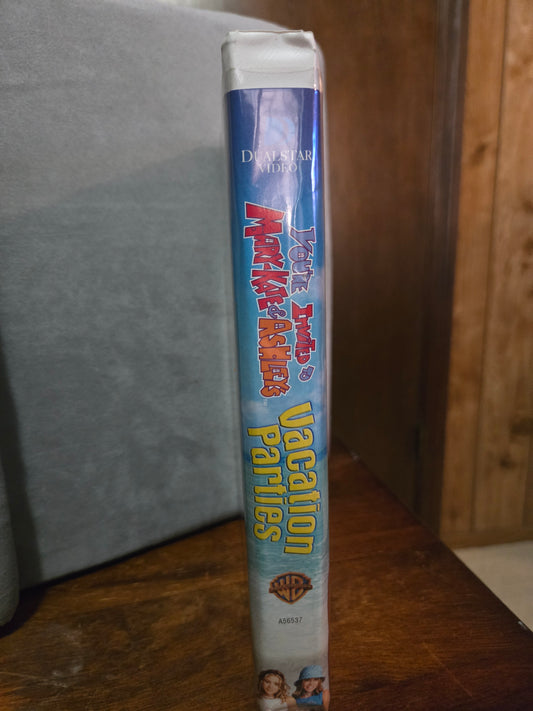 DUALSTAR
VIDEO
YOU'RE INVITED TO
MARY-KATE & ASHLEY'S
Vacation
Parties
WB
A56537